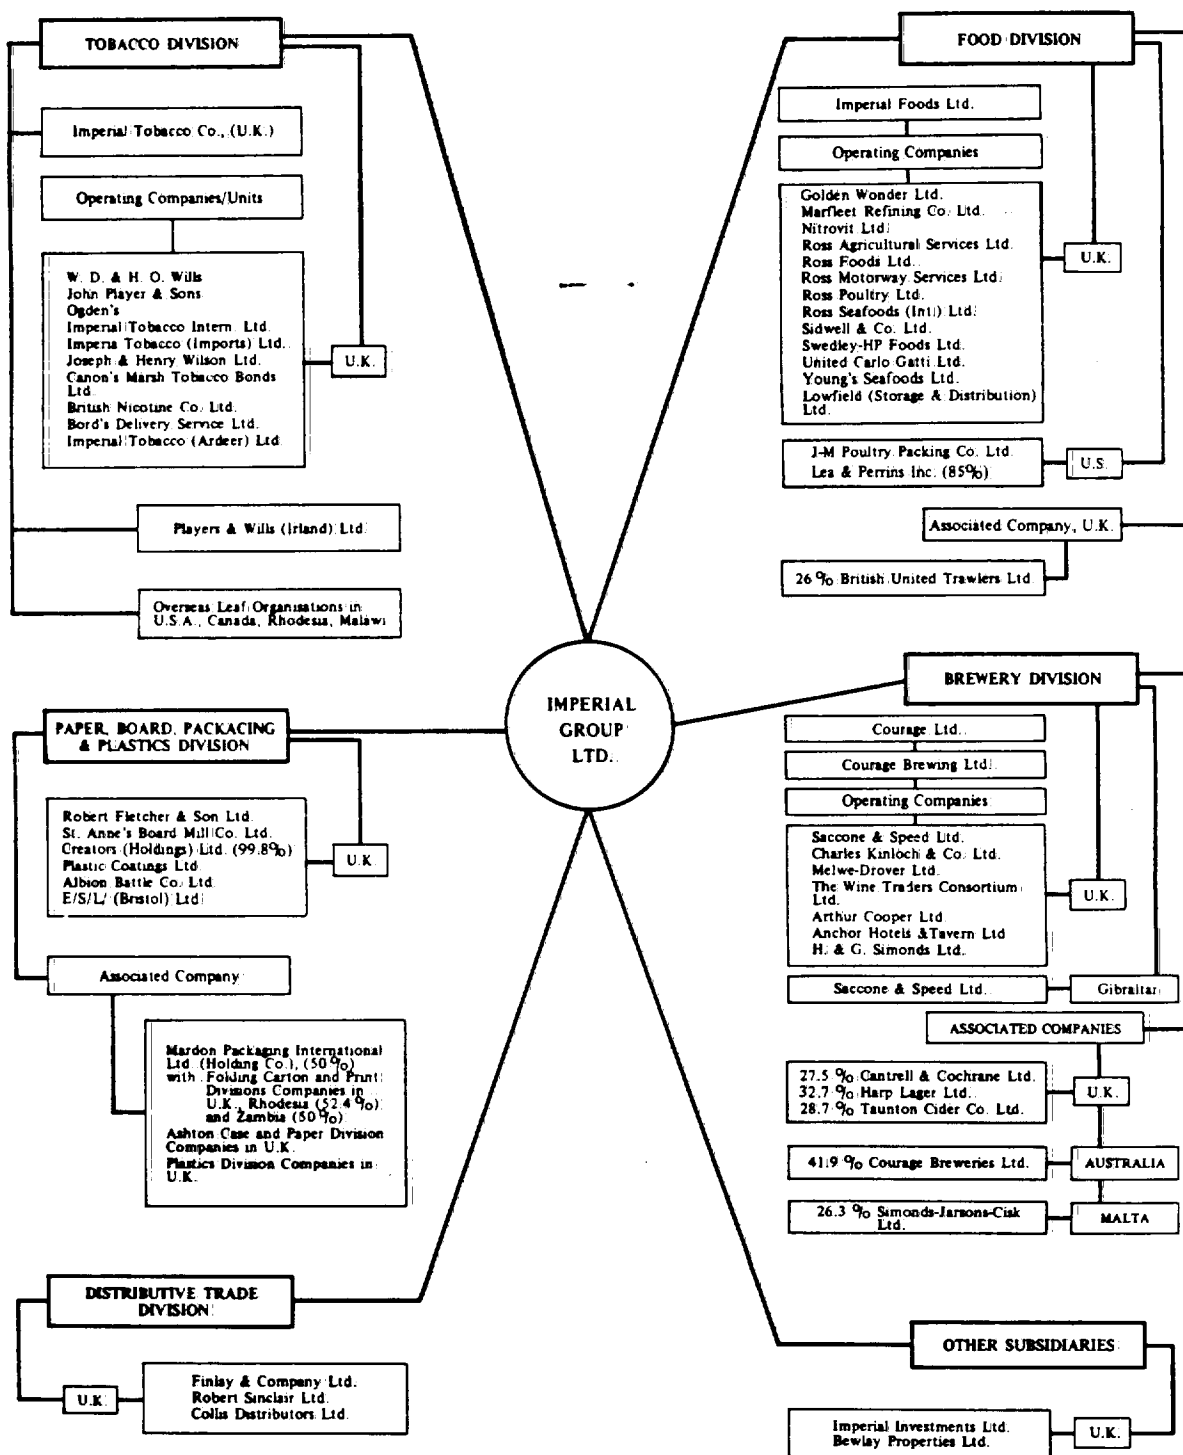 TOBACCO DIVISION
Imperial Tobacco Co., (U.K.)
Operating Companies/Units
W. D. & H. O. Wills
John Player & Sons
Ogden's
Imperial Tobacco Intern. Ltd.
Imperia Tobacco (Imports) Ltd.
Joseph & Henry Wilson Ltd.
Canon's Marsh Tobacco Bonds
Ltd.
British Nicotine Co. Ltd.
Bord's Delivery Service Ltd.
Imperial Tobacco (Ardeer) Ltd.
U.K.
Players & Wills (Irland) Ltd.
Overseas Leaf Organisations in
U.S.A., Canada, Rhodesia, Malawi
FOOD DIVISION
Imperial Foods Ltd.
Operating Companies
Golden Wonder Ltd.
Marfleet Refining Co. Ltd.
Nitrovit Ltd.
Ross Agricultural Services Ltd.
Ross Foods Ltd.
Ross Motorway Services Ltd.
Ross Poultry Ltd.
Ross Seafoods (Intl) Ltd.
Sidwell & Co. Ltd.
Swedley-HP Foods Ltd.
United Carlo Gatti Ltd.
Young's Seafoods Ltd.
Lowfield (Storage & Distribution)
Ltd.
U.K.
J-M Poultry Packing Co. Ltd.
Lea & Perrins Inc. (85%)
U.S.
Associated Company, U.K.
26 % British United Trawlers Ltd.
IMPERIAL
GROUP
LTD.
PAPER, BOARD, PACKACING
& PLASTICS DIVISION
Robert Fletcher & Son Ltd.
St. Anne's Board Mill Co. Ltd.
Creators (Holdings) Ltd. (99.8%)
Plastic Coatings Ltd.
Albion Battle Co. Ltd.
E/S/L/ (Bristol) Ltd.
U.K.
Associated Company
Mardon Packaging International
Ltd. (Holding Co.), (50 %)
with Folding Carton and Print
Divisions Companies in
U.K., Rhodesia (52.4 %)
and Zambia (50 %)
Ashton Case and Paper Division
Companies in U.K.
Plastics Division Companies in
U.K.
BREWERY DIVISION
Courage Ltd.
Courage Brewing Ltd.
Operating Companies
Saccone & Speed Ltd.
Charles Kinloch & Co. Ltd.
Melwe-Drover Ltd.
The Wine Traders Consortium
Ltd.
Arthur Cooper Ltd.
Anchor Hotels & Tavern Ltd
H. & G. Simonds Ltd.
U.K.
Saccone & Speed Ltd.
Gibraltar
ASSOCIATED COMPANIES
27.5 % Cantrell & Cochrane Ltd.
32.7 % Harp Lager Ltd.
28.7 % Taunton Cider Co. Ltd.
U.K.
41.9 % Courage Breweries Ltd.
AUSTRALIA
26.3 % Simonds-Jarsons-Cisk
Ltd.
MALTA
DISTRIBUTIVE TRADE
DIVISION
U.K.
Finlay & Company Ltd.
Robert Sinclair Ltd.
Collis Distributors Ltd.
OTHER SUBSIDIARIES
Imperial Investments Ltd.
Bewlay Properties Ltd.
U.K.